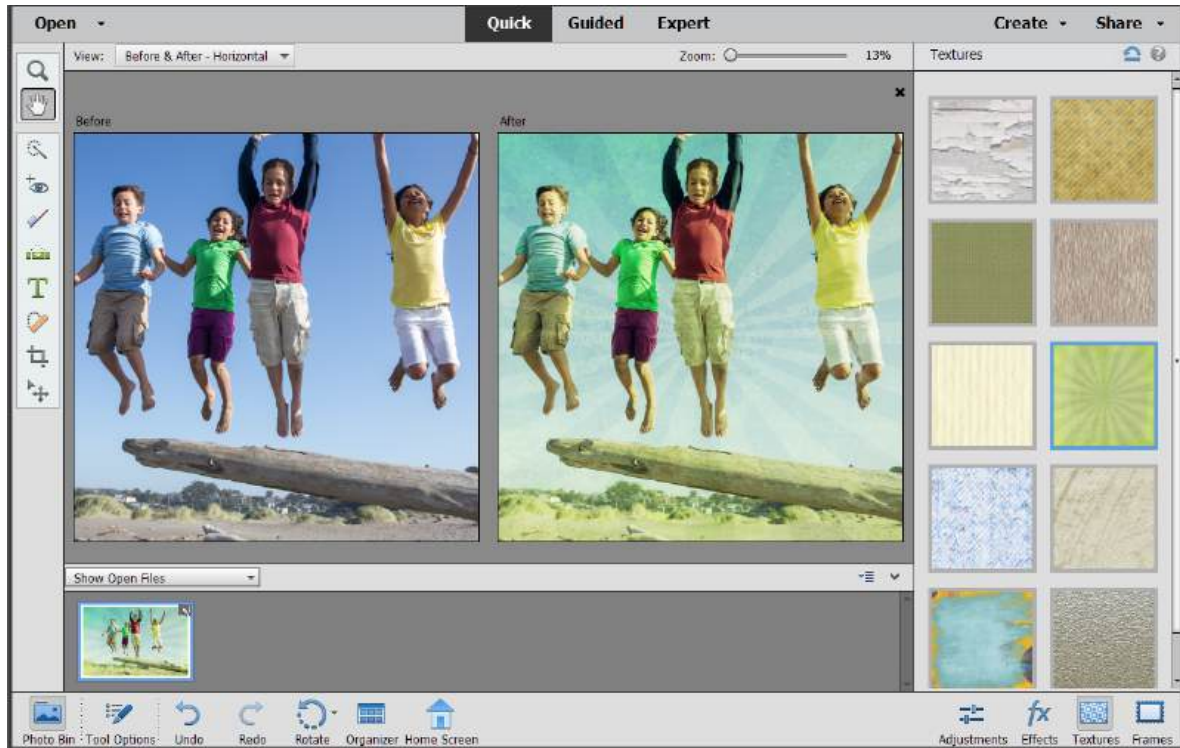 Open
Quick Guided Expert
Create Share
View: Before & After - Horizontal
Zoom: 13%
Textures
Before
After
T
Show Open Files
Photo Bin Tool Options Undo Redo Rotate Organizer Home Screen
Adjustments fx Effects Textures Frames